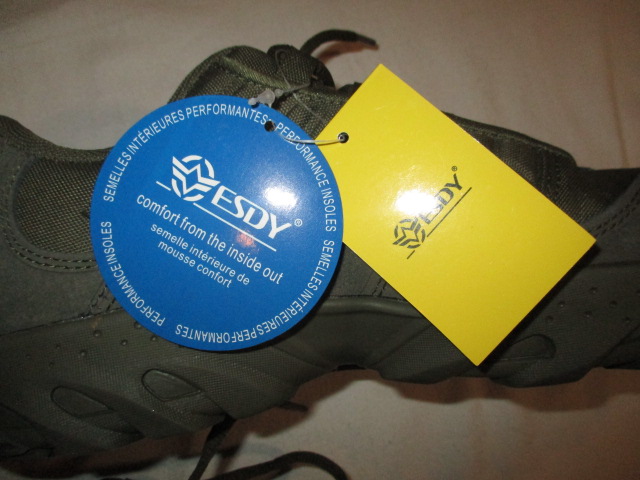 SEMELLES INTÉRIEURES PERFORMANTES
PERFORMANCE INSOLES
SEMELLES INTÉRIEURES PERFORMANTES
PERFORMANCE INSOLES
ESDY®
comfort from the inside out
semelle intérieure de
mousse confort
ESDY®